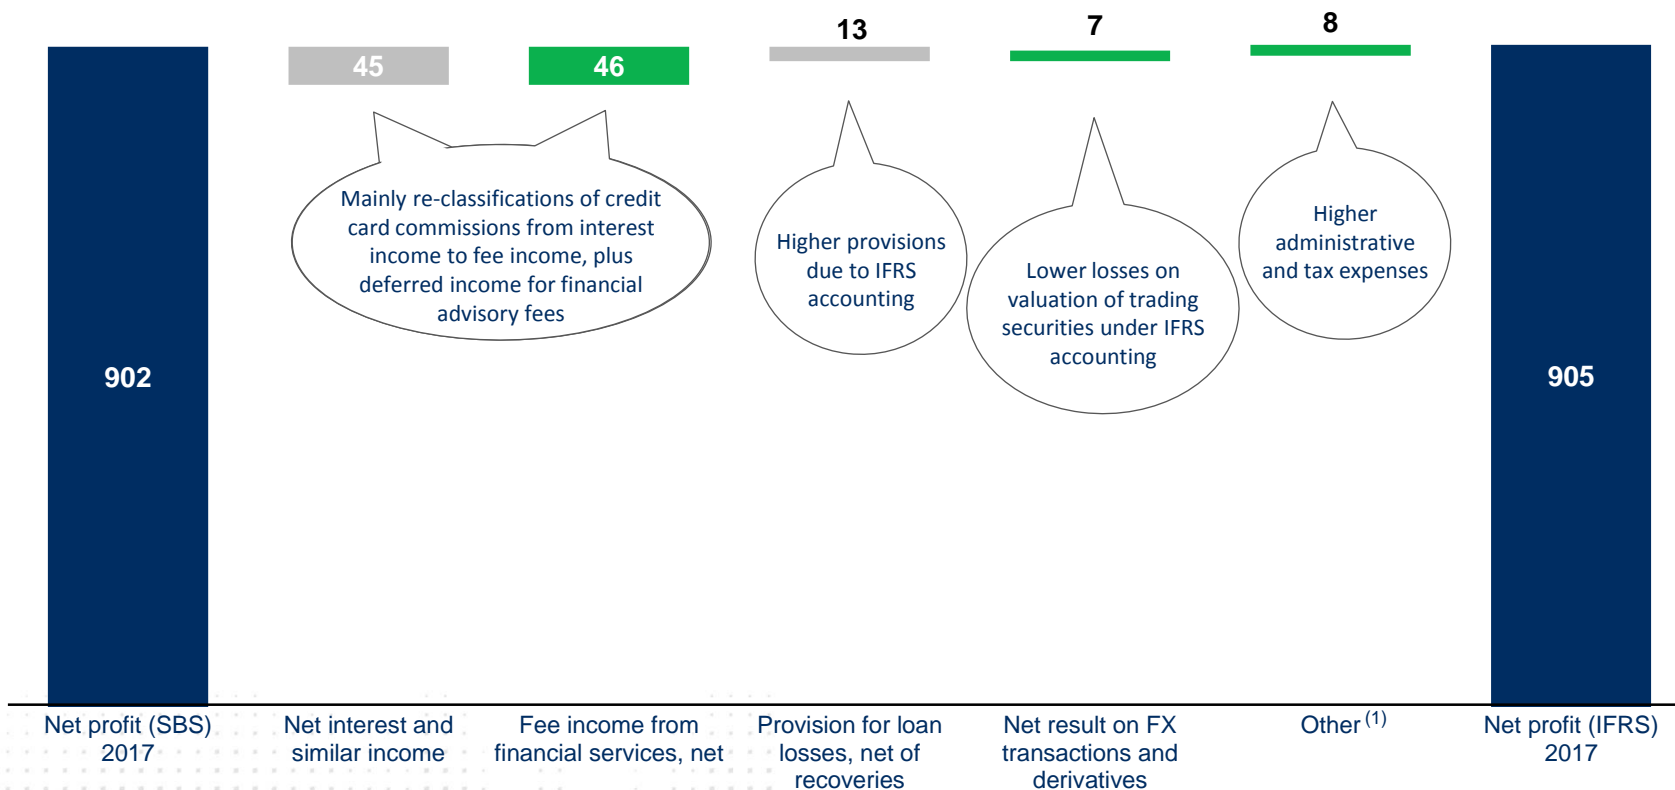 13
7
8
45
46
Mainly re-classifications of credit
card commissions from interest
income to fee income, plus
deferred income for financial
advisory fees
Higher provisions
due to IFRS
accounting
Lower losses on
valuation of trading
securities under IFRS
accounting
Higher
administrative
and tax expenses
902
905
Net profit (SBS)
2017
Net interest and
similar income
Fee income from
financial services, net
Provision for loan
losses, net of
recoveries
Net result on FX
transactions and
derivatives
Other (1)
Net profit (IFRS)
2017